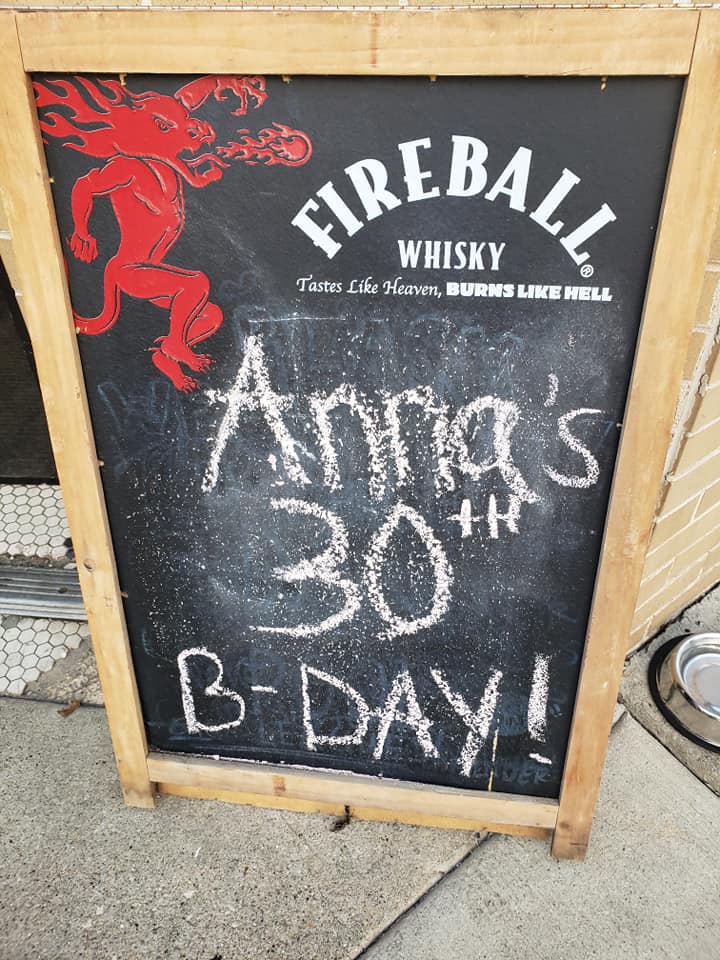 FIREBALL®
WHISKY
Tastes Like Heaven, BURNS LIKE HELL
Anna's
30TH
B-DAY!